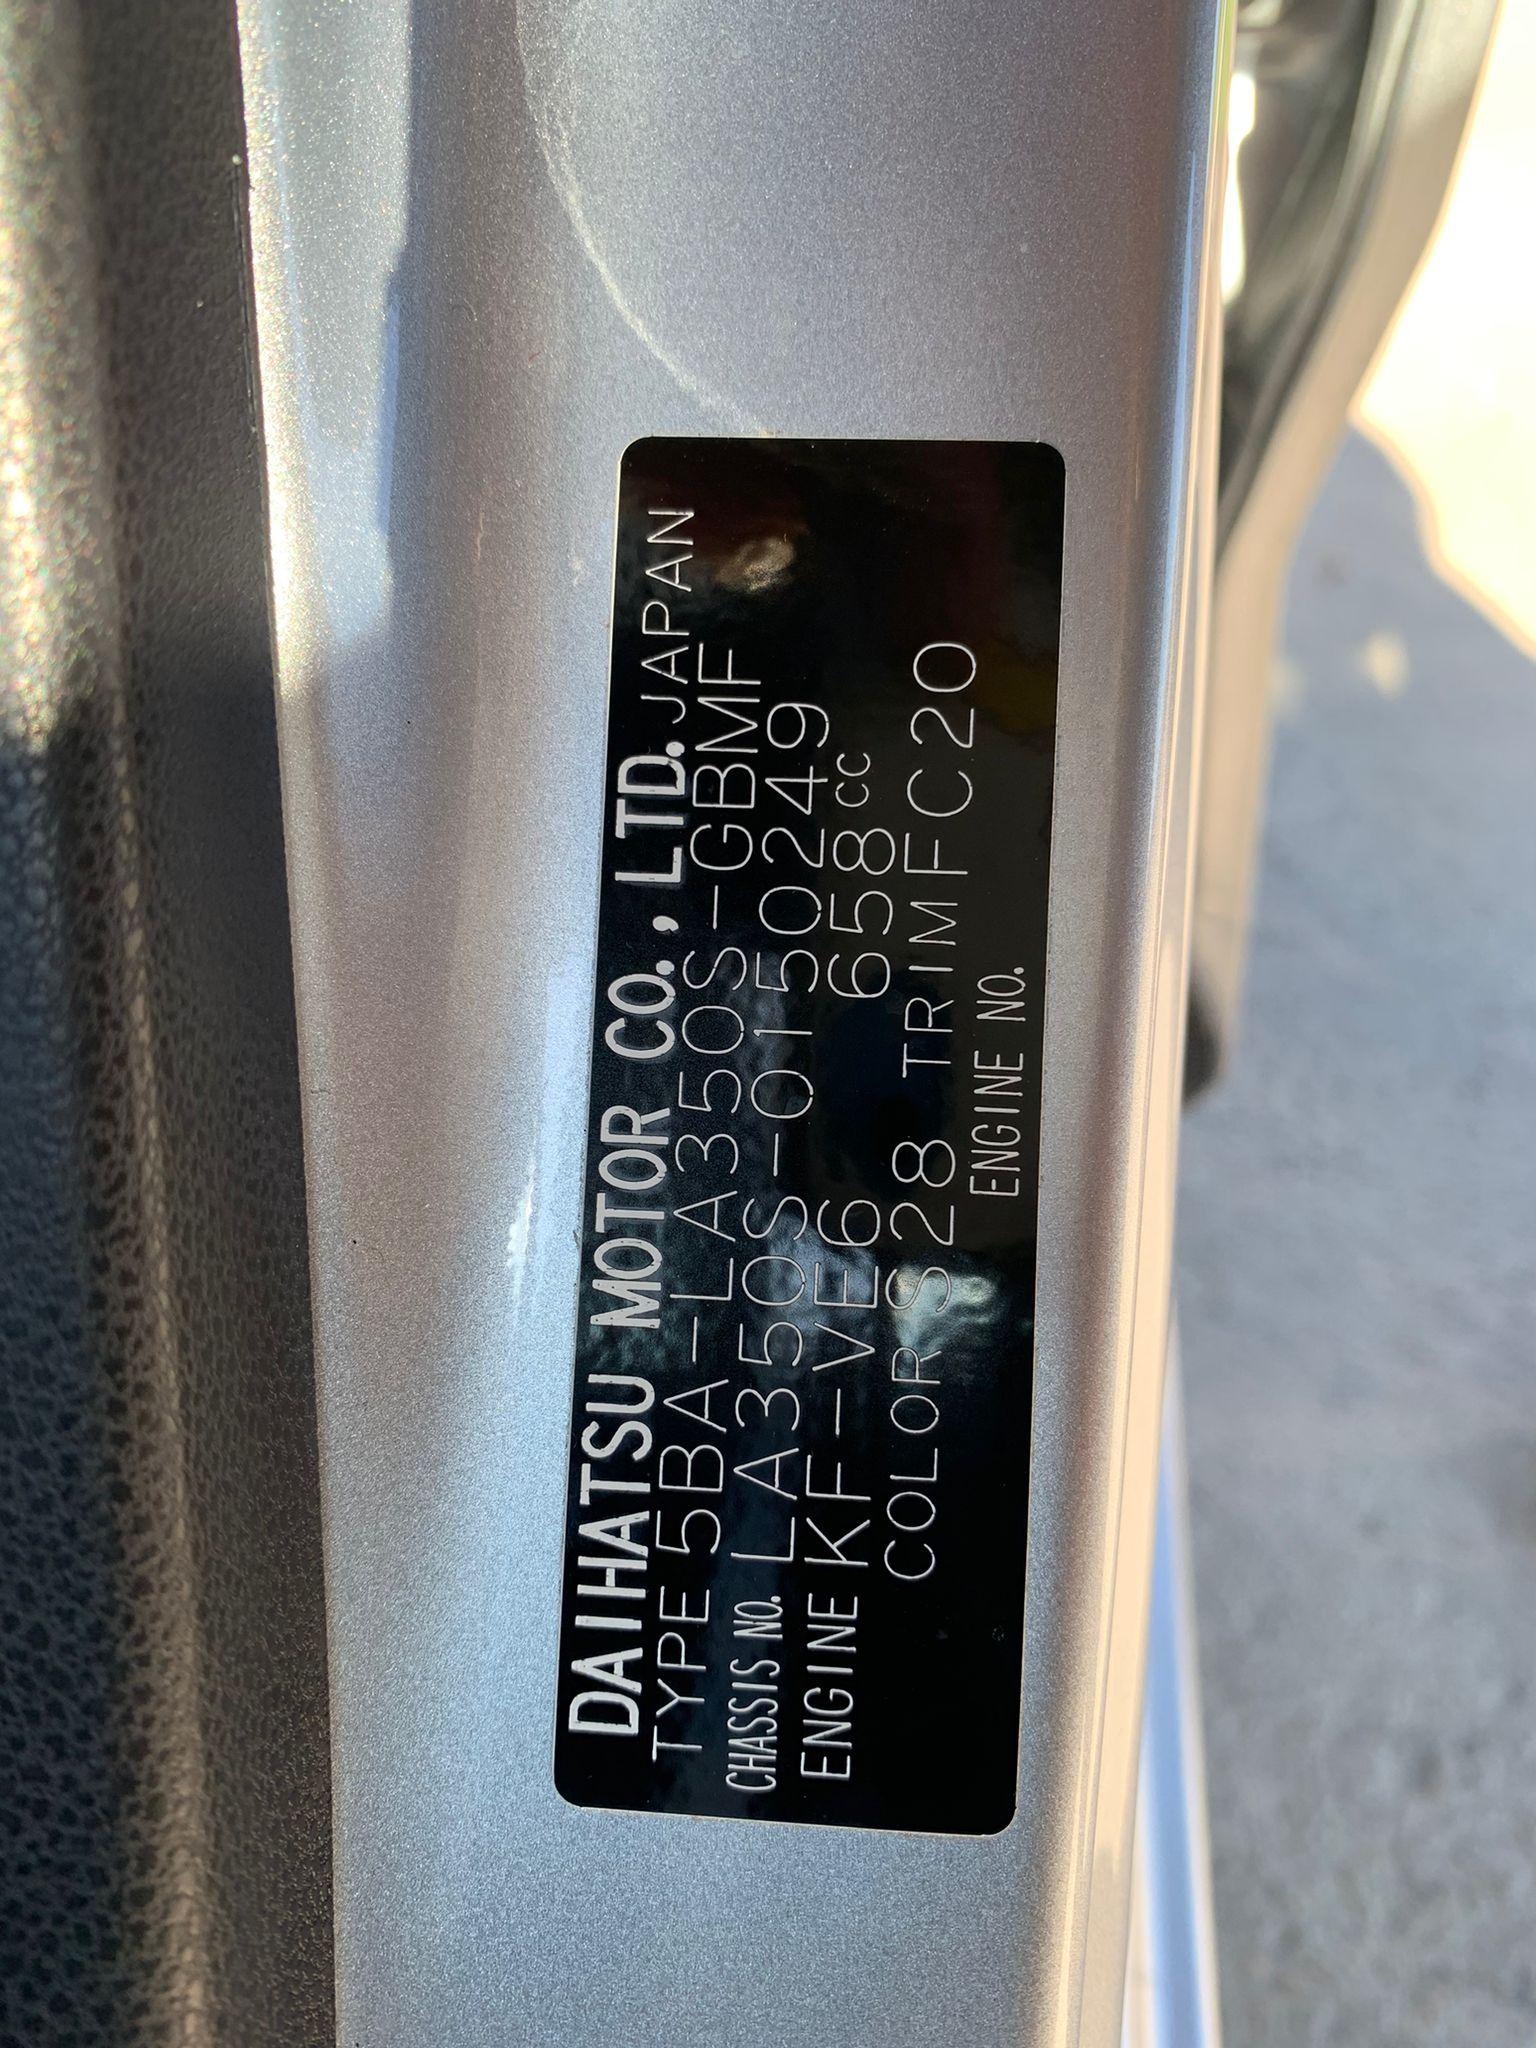 DAIHATSU MOTOR CO., LTD. JAPAN
TYPE 5BA-LA350S-GBMF
CHASSIS NO. LA350S-0150249
ENGINE KF-VE6 658cc
COLOR S28 TRIM FC20
ENGINE NO.